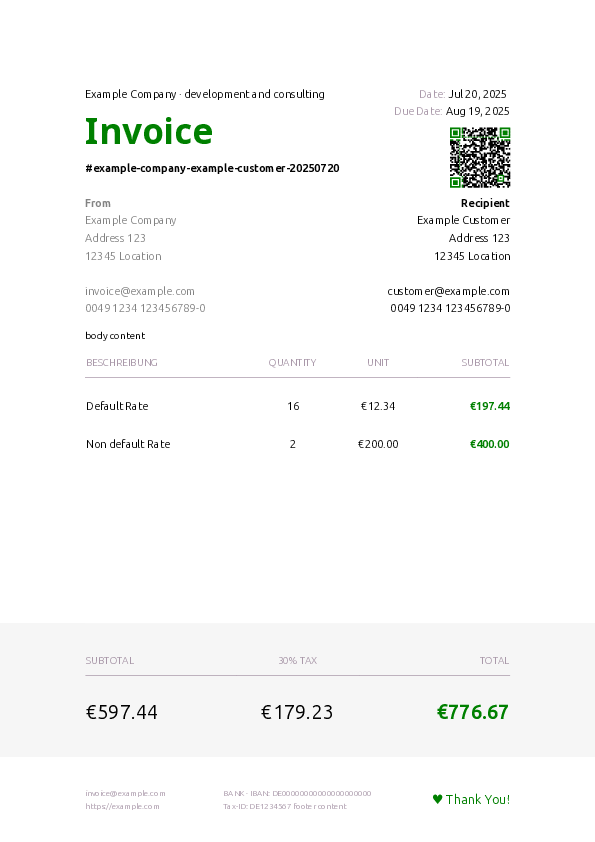 Example Company · development and consulting
Date: Jul 20, 2025
Due Date: Aug 19, 2025
Invoice
#example-company-example-customer-20250720
From
Recipient
Example Company
Example Customer
Address 123
Address 123
12345 Location
12345 Location
invoice@example.com
customer@example.com
0049 1234 123456789-0
0049 1234 123456789-0
body content
BESCHREIBUNG QUANTITY UNIT SUBTOTAL
Default Rate 16 €12.34 €197.44
Non default Rate 2 €200.00 €400.00
SUBTOTAL 30% TAX TOTAL
€597.44 €179.23 €776.67
invoice@example.com
https://example.com
BANK · IBAN: DE00000000000000000000
Tax-ID: DE1234567 footer content
♥ Thank You!